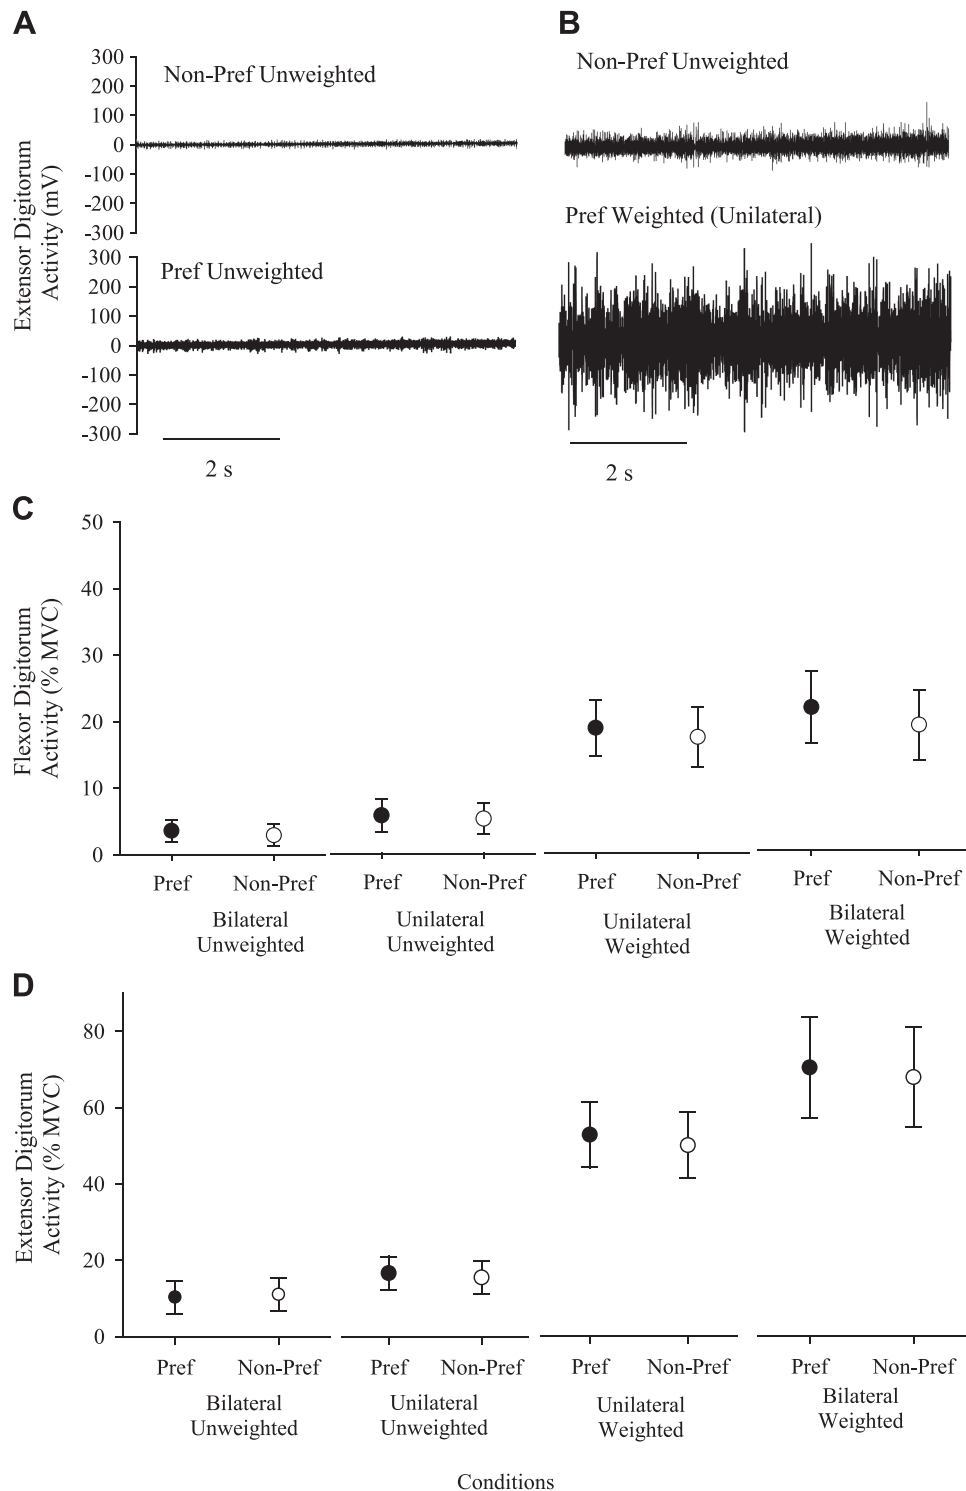 A
B
300
200
100
0
-100
-200
-300
Non-Pref Unweighted
300
200
100
0
-100
-200
-300
Pref Unweighted
Extensor Digitorum
Activity (mV)
2 s
Non-Pref Unweighted
Pref Weighted (Unilateral)
2 s
C
50
40
30
20
10
0
Flexor Digitorum
Activity (% MVC)
Pref Non-Pref Pref Non-Pref Pref Non-Pref Pref Non-Pref
Bilateral
Unweighted
Unilateral
Unweighted
Unilateral
Weighted
Bilateral
Weighted
D
80
60
40
20
0
Extensor Digitorum
Activity (% MVC)
Pref Non-Pref Pref Non-Pref Pref Non-Pref Pref Non-Pref
Bilateral
Unweighted
Unilateral
Unweighted
Unilateral
Weighted
Bilateral
Weighted
Conditions